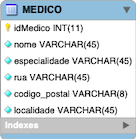 MEDICO
idMedico INT(11)
nome VARCHAR(45)
especialidade VARCHAR(45)
rua VARCHAR(45)
codigo_postal VARCHAR(8)
localidade VARCHAR(45)
Indexes